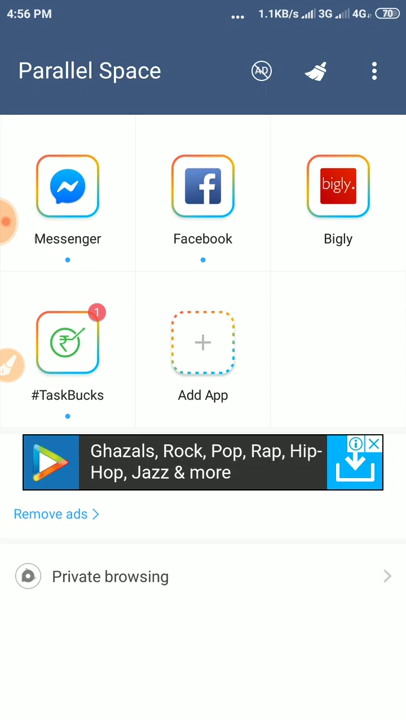 4:56 PM
... 1.1KB/s 3G 4G 70
Parallel Space
AD
Messenger
Facebook
bigly.
Bigly
1
#TaskBucks
Add App
Ghazals, Rock, Pop, Rap, Hip-
Hop, Jazz & more
Remove ads
Private browsing